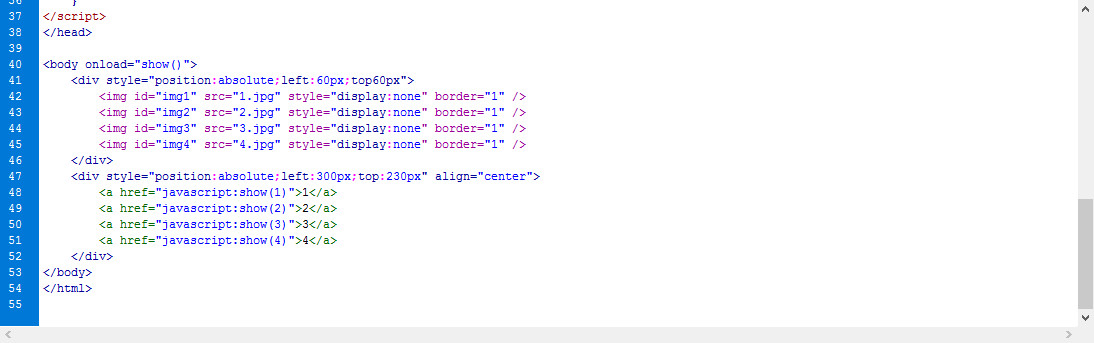 36 }
37 </script>
38 </head>
39
40 <body onload="show()">
41 <div style="position:absolute;left:60px;top60px">
42 <img id="img1" src="1.jpg" style="display:none" border="1" />
43 <img id="img2" src="2.jpg" style="display:none" border="1" />
44 <img id="img3" src="3.jpg" style="display:none" border="1" />
45 <img id="img4" src="4.jpg" style="display:none" border="1" />
46 </div>
47 <div style="position:absolute;left:300px;top:230px" align="center">
48 <a href="javascript:show(1)">1</a>
49 <a href="javascript:show(2)">2</a>
50 <a href="javascript:show(3)">3</a>
51 <a href="javascript:show(4)">4</a>
52 </div>
53 </body>
54 </html>
55